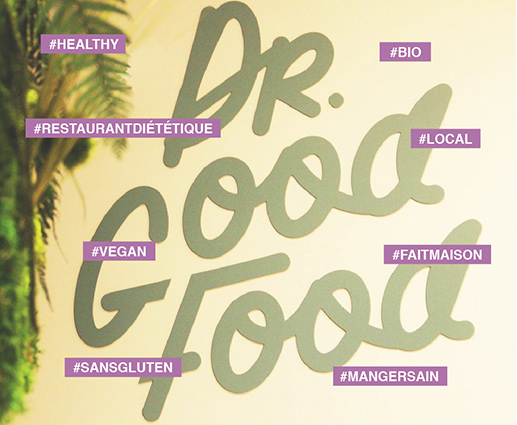 #HEALTHY
#BIO
DR.
#RESTAURANTDIÉTÉTIQUE
#LOCAL
GOOD
#VEGAN
#FAITMAISON
FOOD
#SANSGLUTEN
#MANGERSAIN